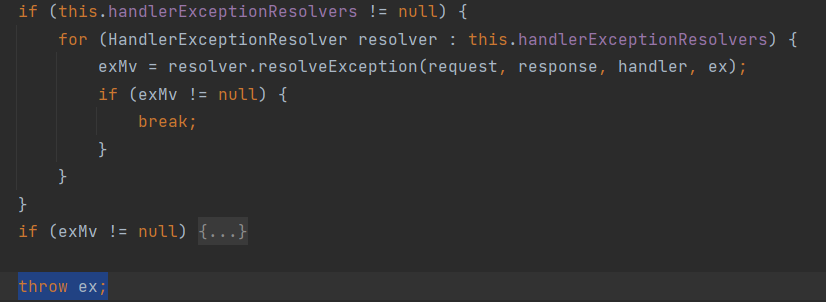 if (this.handlerExceptionResolvers != null) {
for (HandlerExceptionResolver resolver : this.handlerExceptionResolvers) {
exMv = resolver.resolveException(request, response, handler, ex);
if (exMv != null) {
break;
}
}
}
if (exMv != null) {...}
throw ex;